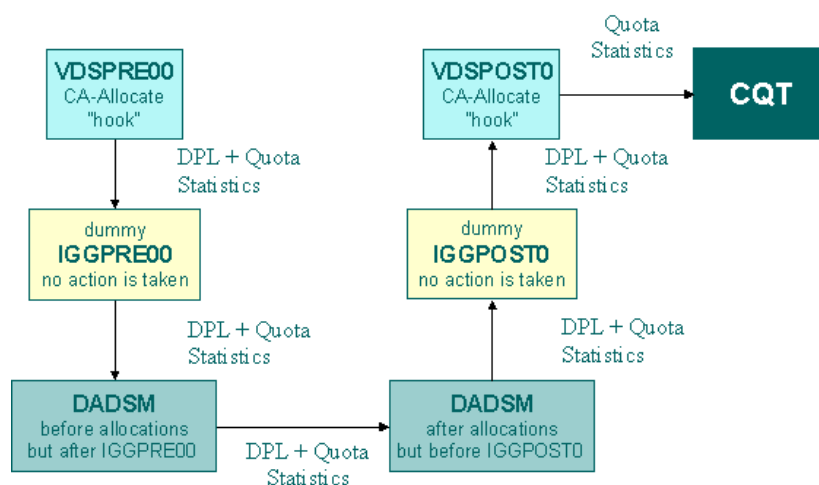 VDSPRE00
CA-Allocate
"hook"
DPL + Quota
Statistics
dummy
IGGPRE00
no action is taken
DPL + Quota
Statistics
DADSM
before allocations
but after IGGPRE00
DPL + Quota
Statistics
DADSM
after allocations
but before IGGPOST0
DPL + Quota
Statistics
dummy
IGGPOST0
no action is taken
DPL + Quota
Statistics
VDSPOST0
CA-Allocate
"hook"
Quota
Statistics
CQT